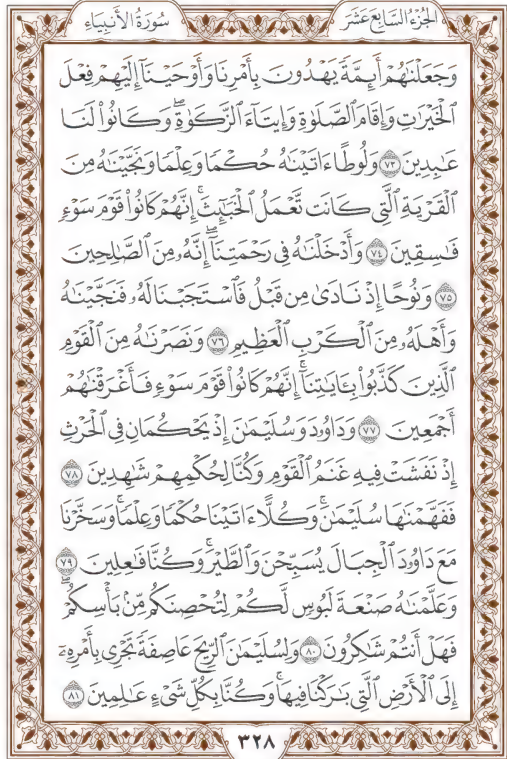 الجزء السابع عشر
سورة الأنبياء
وَجَعَلْنَٰهُمْ أَئِمَّةً يَهْدُونَ بِأَمْرِنَا وَأَوْحَيْنَآ إِلَيْهِمْ فِعْلَ
ٱلْخَيْرَٰتِ وَإِقَامَ ٱلصَّلَوٰةِ وَإِيتَآءَ ٱلزَّكَوٰةِ ۖ وَكَانُوا۟ لَنَا
عَٰبِدِينَ ٧٣ وَلُوطًا ءَاتَيْنَٰهُ حُكْمًا وَعِلْمًا وَنَجَّيْنَٰهُ مِنَ
ٱلْقَرْيَةِ ٱلَّتِى كَانَت تَّعْمَلُ ٱلْخَبَٰٓئِثَ ۗ إِنَّهُمْ كَانُوا۟ قَوْمَ سَوْءٍ
فَٰسِقِينَ ٧٤ وَأَدْخَلْنَٰهُ فِى رَحْمَتِنَآ ۖ إِنَّهُۥ مِنَ ٱلصَّٰلِحِينَ
٧٥ وَنُوحًا إِذْ نَادَىٰ مِن قَبْلُ فَٱسْتَجَبْنَا لَهُۥ فَنَجَّيْنَٰهُ
وَأَهْلَهُۥ مِنَ ٱلْكَرْبِ ٱلْعَظِيمِ ٧٦ وَنَصَرْنَٰهُ مِنَ ٱلْقَوْمِ
ٱلَّذِينَ كَذَّبُوا۟ بِـَٔايَٰتِنَآ ۚ إِنَّهُمْ كَانُوا۟ قَوْمَ سَوْءٍ فَأَغْرَقْنَٰهُمْ
أَجْمَعِينَ ٧٧ وَدَاوُۥدَ وَسُلَيْمَٰنَ إِذْ يَحْكُمَانِ فِى ٱلْحَرْثِ
إِذْ نَفَشَتْ فِيهِ غَنَمُ ٱلْقَوْمِ وَكُنَّا لِحُكْمِهِمْ شَٰهِدِينَ ٧٨
فَفَهَّمْنَٰهَا سُلَيْمَٰنَ ۚ وَكُلًّا ءَاتَيْنَا حُكْمًا وَعِلْمًا ۚ وَسَخَّرْنَا
مَعَ دَاوُۥدَ ٱلْجِبَالَ يُسَبِّحْنَ وَٱلطَّيْرَ ۚ وَكُنَّا فَٰعِلِينَ ٧٩
وَعَلَّمْنَٰهُ صَنْعَةَ لَبُوسٍ لَّكُمْ لِتُحْصِنَكُم مِّنۢ بَأْسِكُمْ ۖ
فَهَلْ أَنتُمْ شَٰكِرُونَ ٨٠ وَلِسُلَيْمَٰنَ ٱلرِّيحَ عَاصِفَةً تَجْرِى بِأَمْرِهِۦٓ
إِلَى ٱلْأَرْضِ ٱلَّتِى بَٰرَكْنَا فِيهَا ۚ وَكُنَّا بِكُلِّ شَىْءٍ عَٰلِمِينَ ٨١
٣٢٨